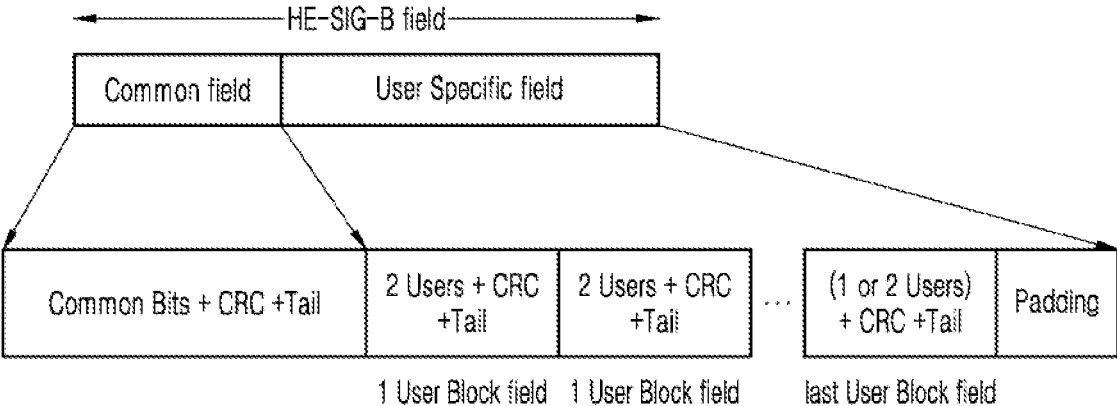 HE-SIG-B field
Common field
User Specific field
Common Bits + CRC +Tail
2 Users + CRC
+Tail
2 Users + CRC
+Tail
...
(1 or 2 Users)
+ CRC +Tail
Padding
1 User Block field
1 User Block field
last User Block field